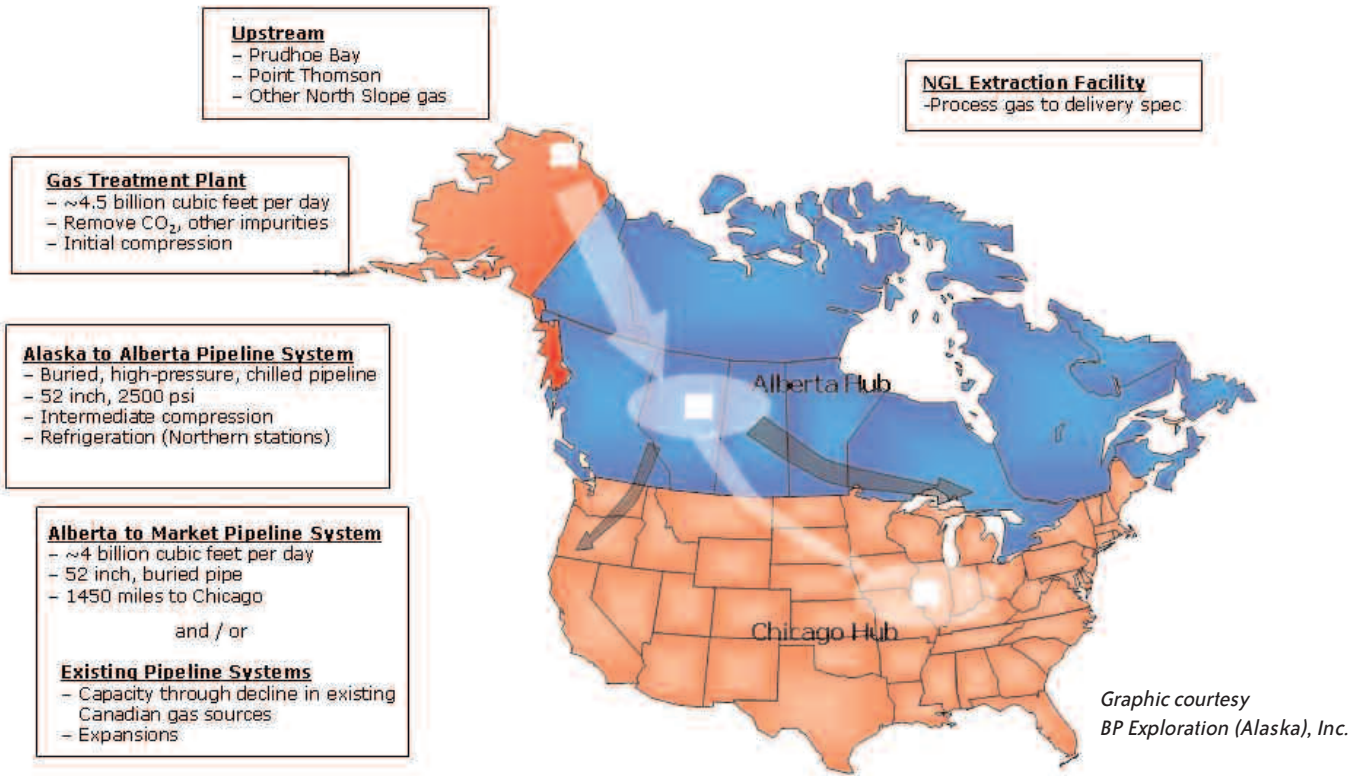 Upstream
– Prudhoe Bay
– Point Thomson
– Other North Slope gas
NGL Extraction Facility
-Process gas to delivery spec
Gas Treatment Plant
– ~4.5 billion cubic feet per day
– Remove CO₂, other impurities
– Initial compression
Alaska to Alberta Pipeline System
– Buried, high-pressure, chilled pipeline
– 52 inch, 2500 psi
– Intermediate compression
– Refrigeration (Northern stations)
Alberta Hub
Alberta to Market Pipeline System
– ~4 billion cubic feet per day
– 52 inch, buried pipe
– 1450 miles to Chicago
and / or
Existing Pipeline Systems
– Capacity through decline in existing
Canadian gas sources
– Expansions
Chicago Hub
Graphic courtesy
BP Exploration (Alaska), Inc.